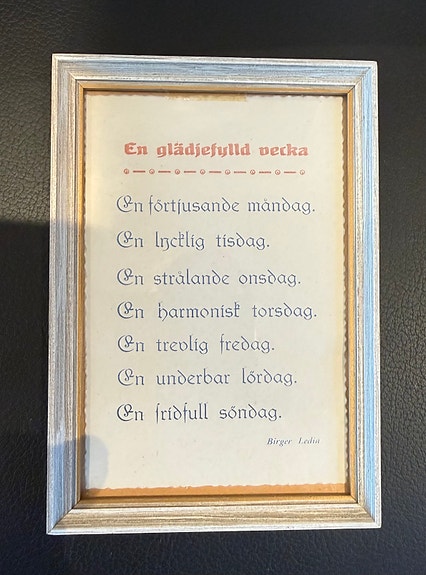 En glädjefylld vecka
En förtjusande måndag.
En lycklig tisdag.
En strålande onsdag.
En harmonisk torsdag.
En trevlig fredag.
En underbar lördag.
En fridfull söndag.
Birger Ledin